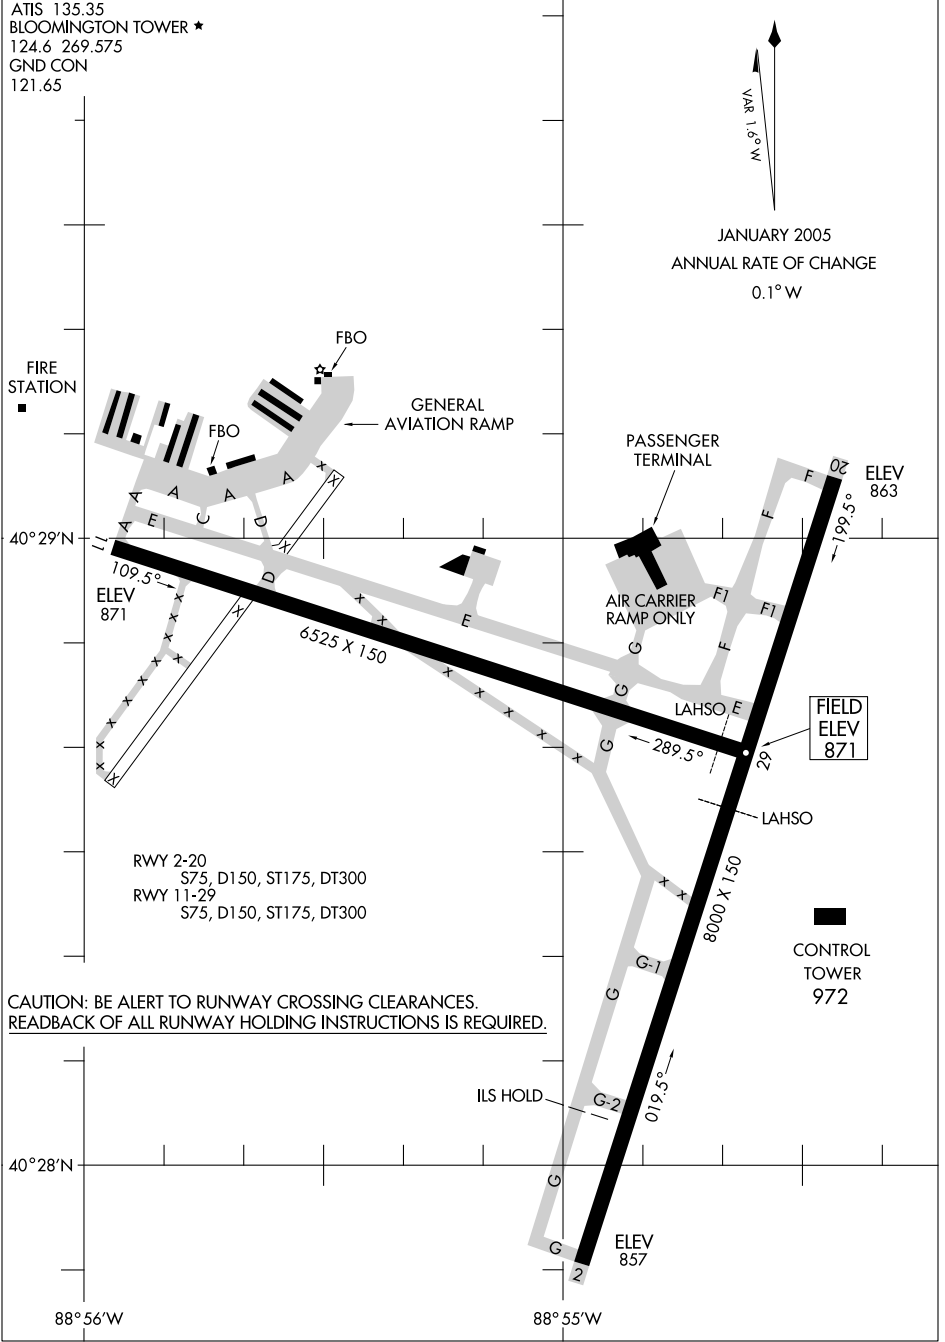 ATIS 135.35
BLOOMINGTON TOWER ★
124.6 269.575
GND CON
121.65
VAR 1.6° W
JANUARY 2005
ANNUAL RATE OF CHANGE
0.1° W
FIRE
STATION
FBO
GENERAL
AVIATION RAMP
FBO
PASSENGER
TERMINAL
20
ELEV
863
199.5°
F
F
A
A
A
A
A
A
E
C
D
D
X
X
X
X
40°29'N
11
109.5°
ELEV
871
6525 X 150
E
AIR CARRIER
RAMP ONLY
F1
F1
F
G
G
G
E
LAHSO
289.5°
29
FIELD
ELEV
871
LAHSO
RWY 2-20
S75, D150, ST175, DT300
RWY 11-29
S75, D150, ST175, DT300
8000 X 150
CONTROL
TOWER
972
G-1
G
CAUTION: BE ALERT TO RUNWAY CROSSING CLEARANCES.
READBACK OF ALL RUNWAY HOLDING INSTRUCTIONS IS REQUIRED.
ILS HOLD
G-2
019.5°
40°28'N
G
G
2
ELEV
857
88°56'W
88°55'W